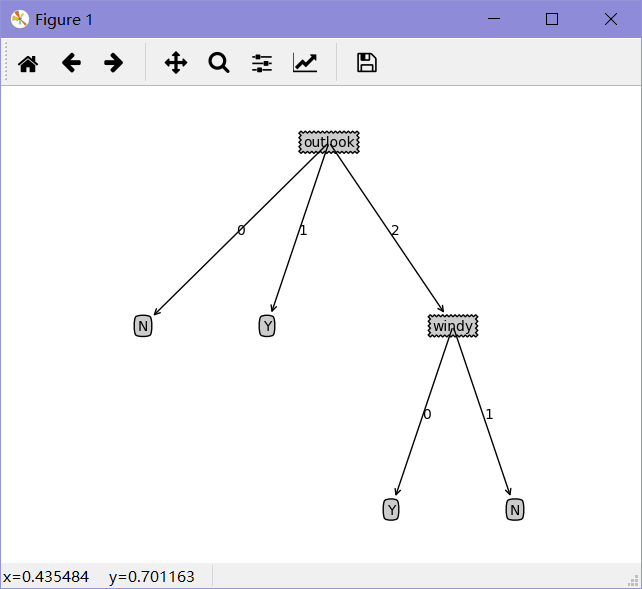 Figure 1
outlook
0
1
2
N
Y
windy
0
1
Y
N
x=0.435484 y=0.701163